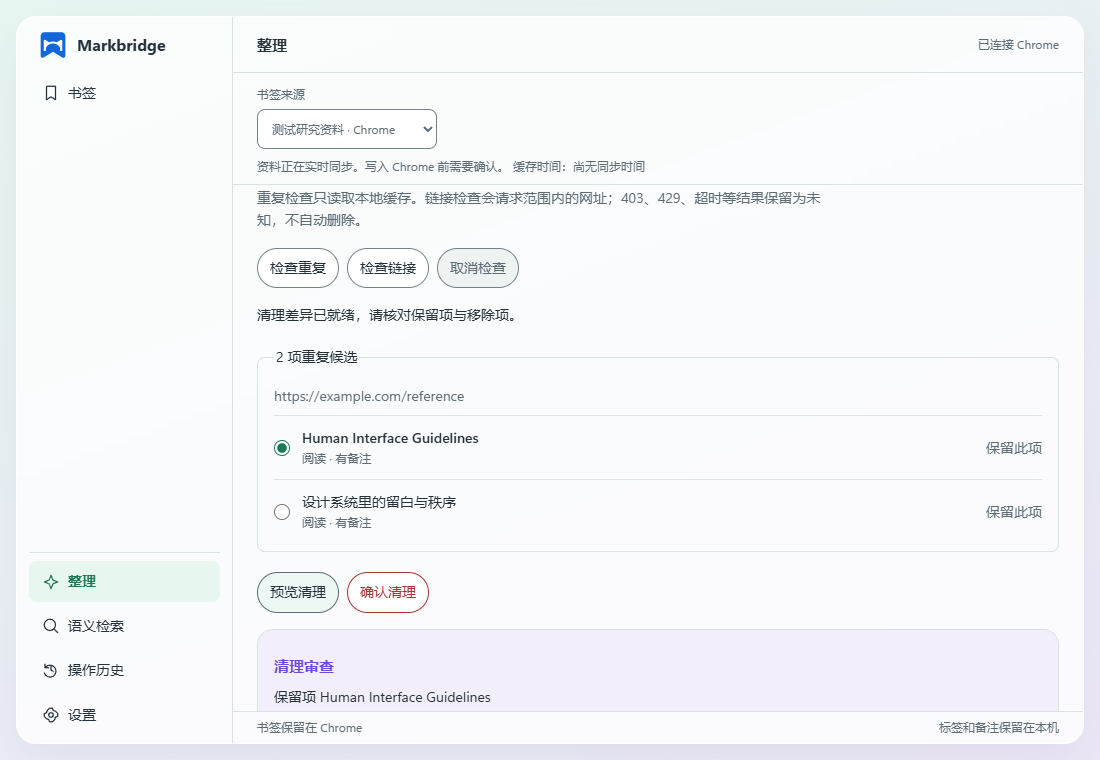 Markbridge
书签
整理
语义检索
操作历史
设置
整理
已连接 Chrome
书签来源
测试研究资料 · Chrome
资料正在实时同步。写入 Chrome 前需要确认。 缓存时间：尚无同步时间
重复检查只读取本地缓存。链接检查会请求范围内的网址；403、429、超时等结果保留为未
知，不自动删除。
检查重复
检查链接
取消检查
清理差异已就绪，请核对保留项与移除项。
2 项重复候选
https://example.com/reference
Human Interface Guidelines
阅读 · 有备注
保留此项
设计系统里的留白与秩序
阅读 · 有备注
保留此项
预览清理
确认清理
清理审查
保留项 Human Interface Guidelines
书签保留在 Chrome
标签和备注保留在本机